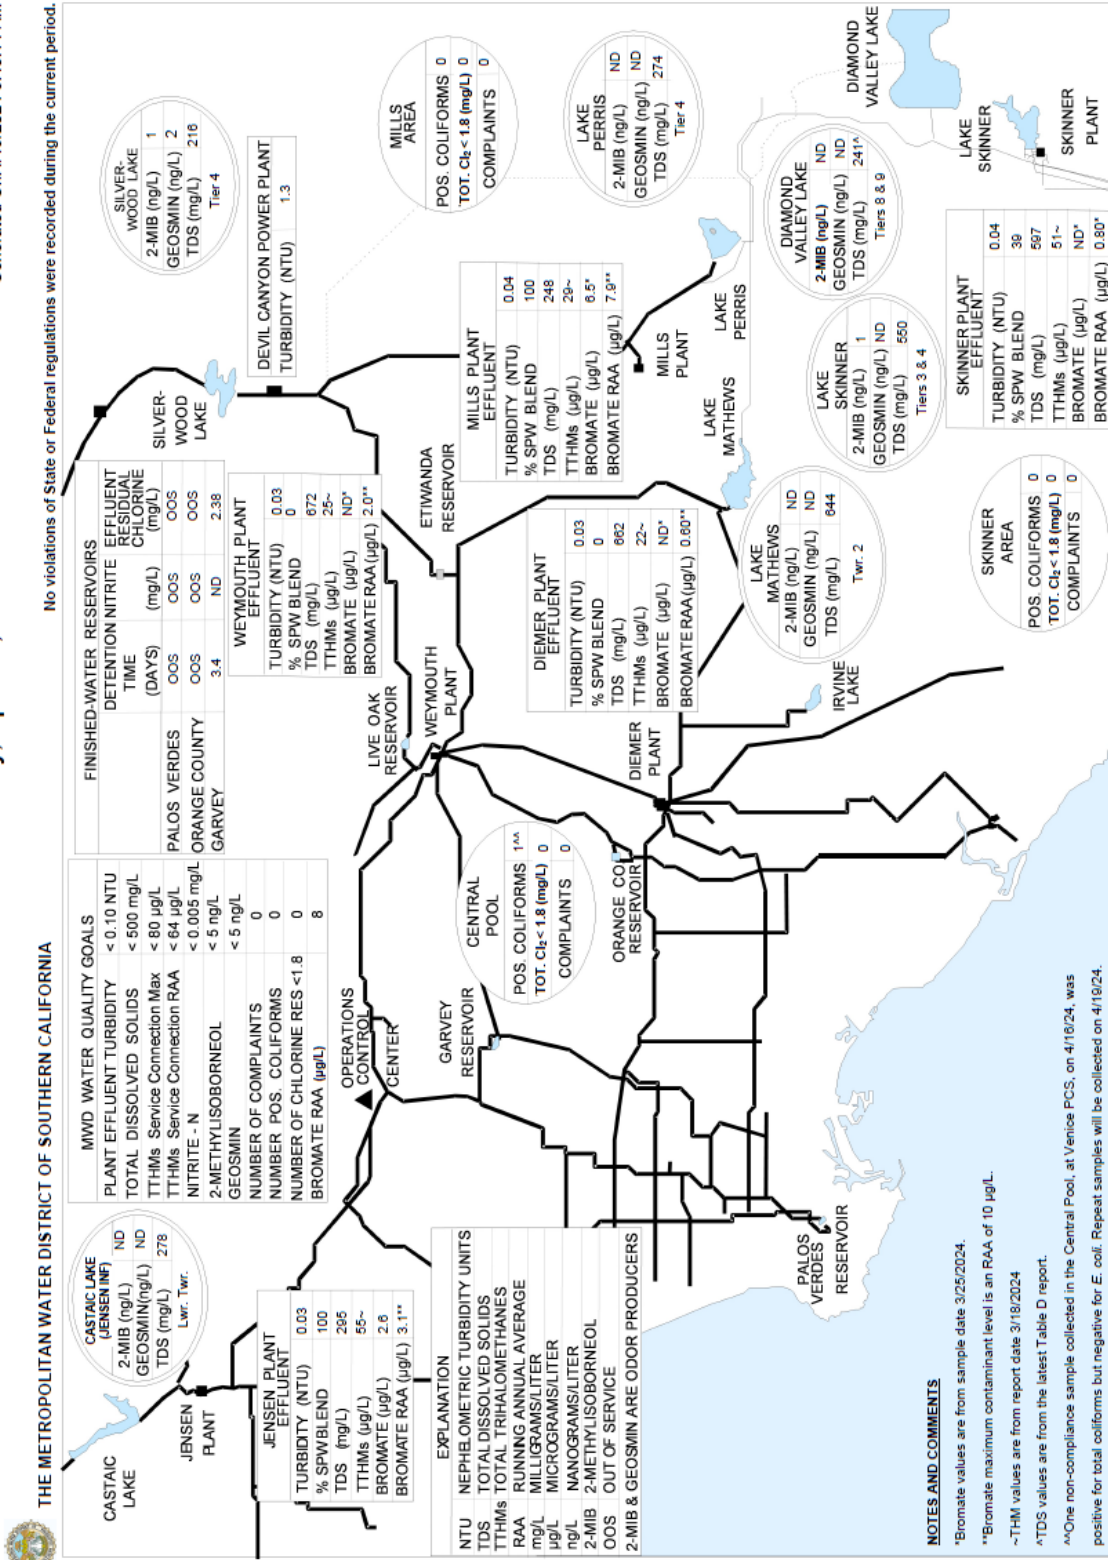 THE METROPOLITAN WATER DISTRICT OF SOUTHERN CALIFORNIA
No violations of State or Federal regulations were recorded during the current period.
CASTAIC LAKE
(JENSEN INF)
2-MIB (ng/L) ND
GEOSMIN(ng/L) ND
TDS (mg/L) 278
Lwr. Twr.
MWD WATER QUALITY GOALS
PLANT EFFLUENT TURBIDITY < 0.10 NTU
TOTAL DISSOLVED SOLIDS < 500 mg/L
TTHMs Service Connection Max < 80 µg/L
TTHMs Service Connection RAA < 64 µg/L
NITRITE - N < 0.005 mg/L
2-METHYLISOBORNEOL < 5 ng/L
GEOSMIN < 5 ng/L
NUMBER OF COMPLAINTS 0
NUMBER POS. COLIFORMS 0
NUMBER OF CHLORINE RES <1.8 0
BROMATE RAA (µg/L) 8
FINISHED-WATER RESERVOIRS
DETENTION TIME (DAYS) NITRITE (mg/L) EFFLUENT RESIDUAL CHLORINE (mg/L)
PALOS VERDES OOS OOS OOS
ORANGE COUNTY OOS OOS OOS
GARVEY 3.4 ND 2.38
SILVER-
WOOD LAKE
2-MIB (ng/L) 1
GEOSMIN (ng/L) 2
TDS (mg/L) 216
Tier 4
CASTAIC
LAKE
JENSEN
PLANT
SILVER-
WOOD
LAKE
DEVIL CANYON POWER PLANT
TURBIDITY (NTU) 1.3
JENSEN PLANT
EFFLUENT
TURBIDITY (NTU) 0.03
% SPW BLEND 100
TDS (mg/L) 295
TTHMs (µg/L) 55~
BROMATE (µg/L) 2.6
BROMATE RAA (µg/L) 3.1**
OPERATIONS
CONTROL
CENTER
WEYMOUTH PLANT
EFFLUENT
TURBIDITY (NTU) 0.03
% SPW BLEND 0
TDS (mg/L) 672
TTHMs (µg/L) 25~
BROMATE (µg/L) ND*
BROMATE RAA (µg/L) 2.0**
LIVE OAK
RESERVOIR
WEYMOUTH
PLANT
ETIWANDA
RESERVOIR
MILLS
AREA
POS. COLIFORMS 0
TOT. Cl₂ < 1.8 (mg/L) 0
COMPLAINTS 0
EXPLANATION
NTU NEPHELOMETRIC TURBIDITY UNITS
TDS TOTAL DISSOLVED SOLIDS
TTHMs TOTAL TRIHALOMETHANES
RAA RUNNING ANNUAL AVERAGE
mg/L MILLIGRAMS/LITER
µg/L MICROGRAMS/LITER
ng/L NANOGRAMS/LITER
2-MIB 2-METHYLISOBORNEOL
OOS OUT OF SERVICE
2-MIB & GEOSMIN ARE ODOR PRODUCERS
GARVEY
RESERVOIR
CENTRAL
POOL
POS. COLIFORMS 1^^
TOT. Cl₂ < 1.8 (mg/L) 0
COMPLAINTS 0
MILLS PLANT
EFFLUENT
TURBIDITY (NTU) 0.04
% SPW BLEND 100
TDS (mg/L) 248
TTHMs (µg/L) 29~
BROMATE (µg/L) 6.5*
BROMATE RAA (µg/L) 7.9**
LAKE
PERRIS
2-MIB (ng/L) ND
GEOSMIN (ng/L) ND
TDS (mg/L) 274
Tier 4
DIEMER PLANT
EFFLUENT
TURBIDITY (NTU) 0.03
% SPW BLEND 0
TDS (mg/L) 662
TTHMs (µg/L) 22~
BROMATE (µg/L) ND*
BROMATE RAA (µg/L) 0.60**
MILLS
PLANT
ORANGE CO
RESERVOIR
DIEMER
PLANT
LAKE
MATHEWS
LAKE
PERRIS
DIAMOND
VALLEY LAKE
2-MIB (ng/L) ND
GEOSMIN (ng/L) ND
TDS (mg/L) 241^
Tiers 8 & 9
DIAMOND
VALLEY LAKE
LAKE
MATHEWS
2-MIB (ng/L) ND
GEOSMIN (ng/L) ND
TDS (mg/L) 644
Twr. 2
LAKE
SKINNER
2-MIB (ng/L) 1
GEOSMIN (ng/L) ND
TDS (mg/L) 550
Tiers 3 & 4
PALOS
VERDES
RESERVOIR
IRVINE
LAKE
LAKE
SKINNER
SKINNER PLANT
EFFLUENT
TURBIDITY (NTU) 0.04
% SPW BLEND 39
TDS (mg/L) 597
TTHMs (µg/L) 51~
BROMATE (µg/L) ND*
BROMATE RAA (µg/L) 0.80*
SKINNER
AREA
POS. COLIFORMS 0
TOT. Cl₂ < 1.8 (mg/L) 0
COMPLAINTS 0
SKINNER
PLANT
NOTES AND COMMENTS
*Bromate values are from sample date 3/25/2024.
**Bromate maximum contaminant level is an RAA of 10 µg/L.
~THM values are from report date 3/18/2024
^TDS values are from the latest Table D report.
^^One non-compliance sample collected in the Central Pool, at Venice PCS, on 4/16/24, was
positive for total coliforms but negative for E. coli. Repeat samples will be collected on 4/19/24.